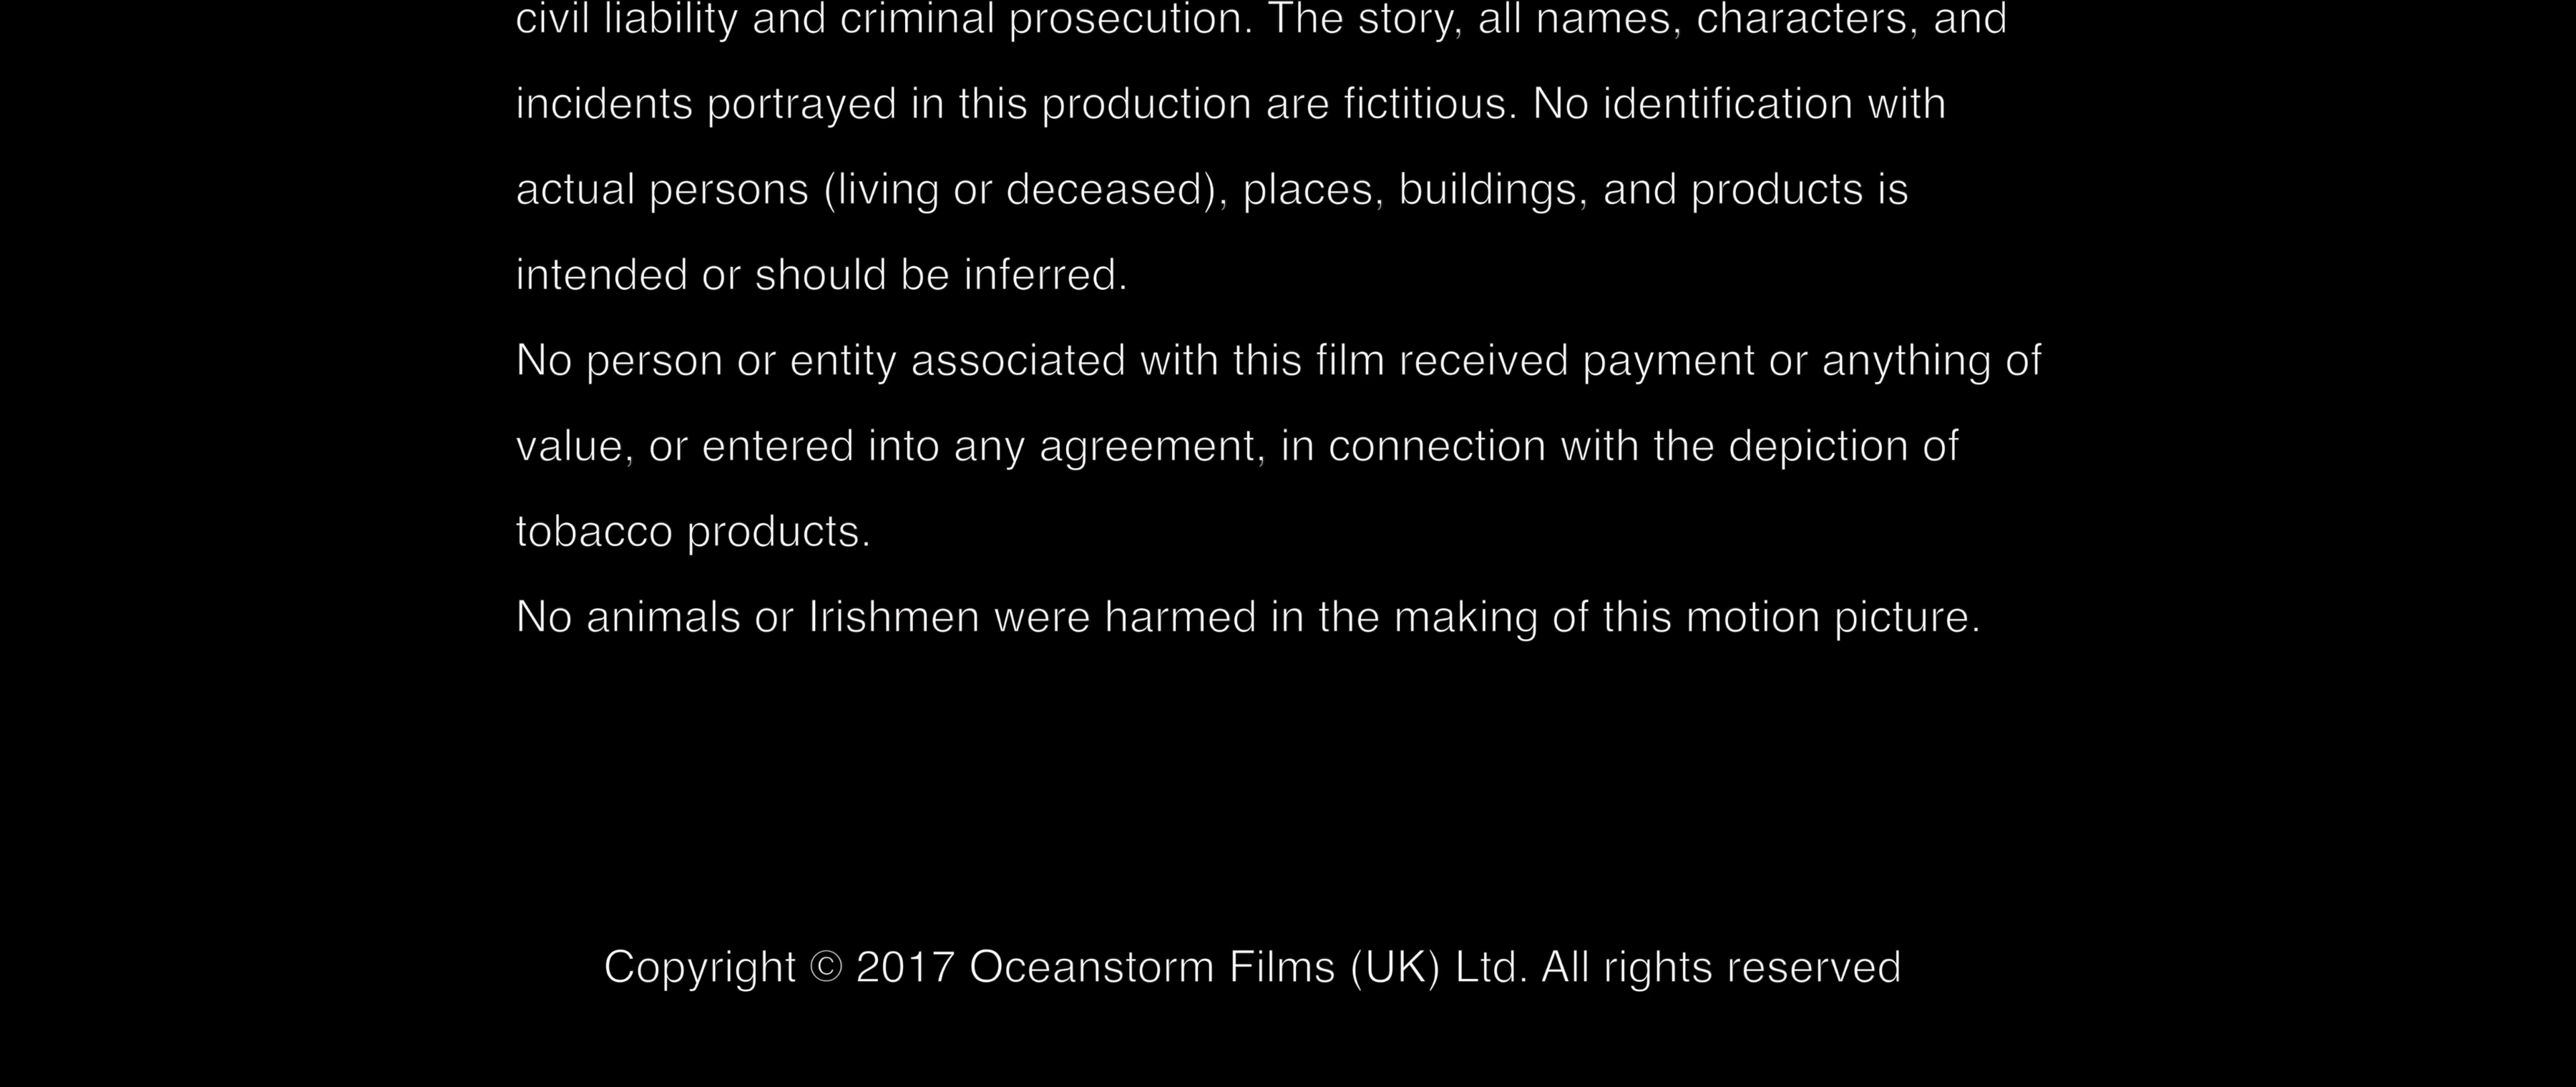 civil liability and criminal prosecution. The story, all names, characters, and
incidents portrayed in this production are fictitious. No identification with
actual persons (living or deceased), places, buildings, and products is
intended or should be inferred.
No person or entity associated with this film received payment or anything of
value, or entered into any agreement, in connection with the depiction of
tobacco products.
No animals or Irishmen were harmed in the making of this motion picture.
Copyright © 2017 Oceanstorm Films (UK) Ltd. All rights reserved